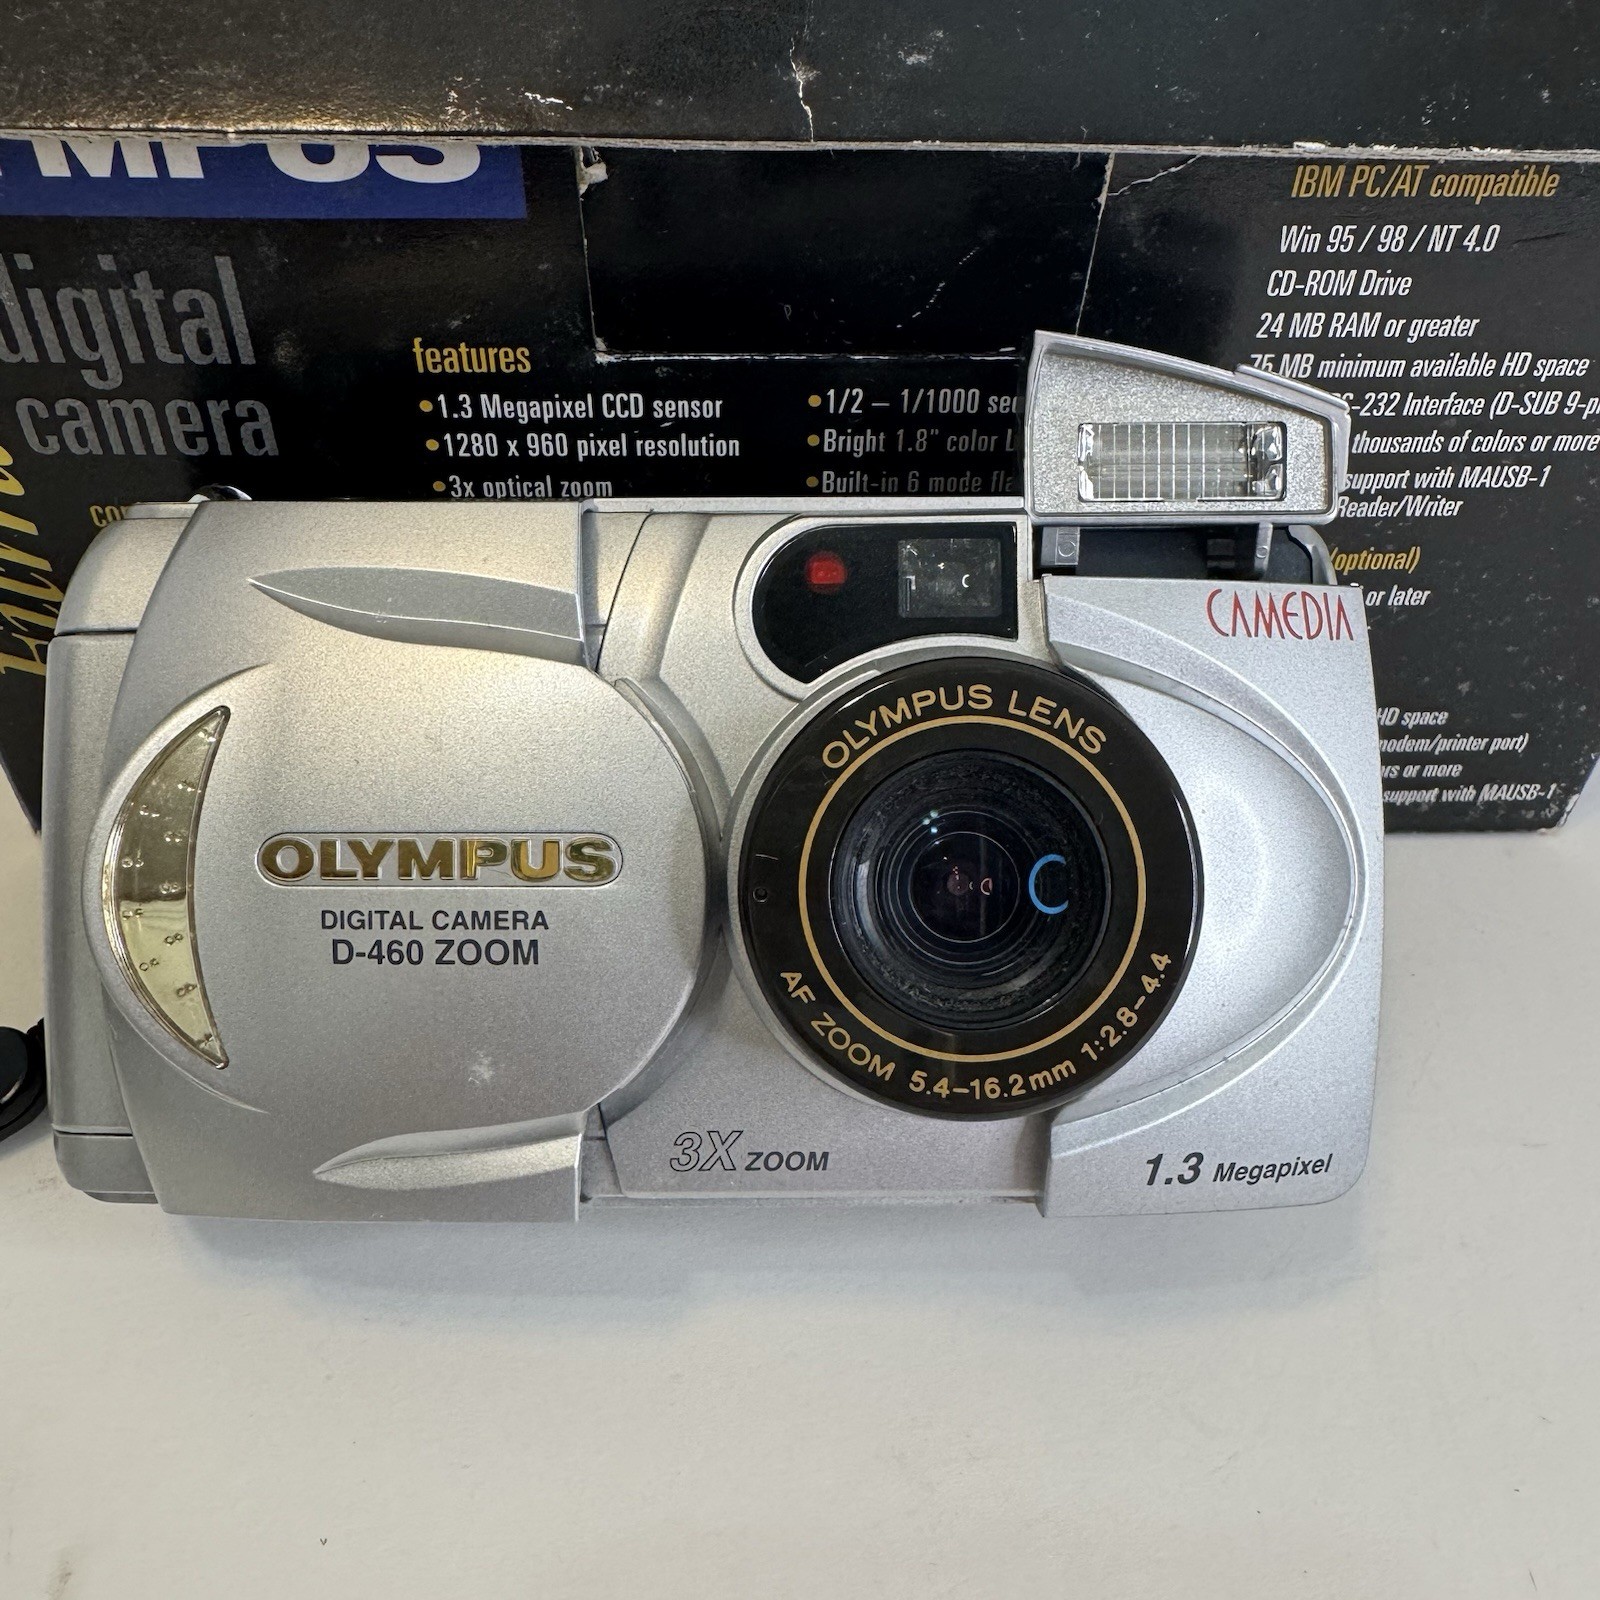 digital
camera
features
•1.3 Megapixel CCD sensor
•1280 x 960 pixel resolution
•3x optical zoom
•1/2 – 1/1000
•Bright 1.8" color
•Built-in 6 mode
IBM PC/AT compatible
Win 95 / 98 / NT 4.0
CD-ROM Drive
24 MB RAM or greater
75 MB minimum available HD space
-232 Interface (D-SUB 9-
thousands of colors or more
support with MAUSB-1
Reader/Writer
(optional)
or later
HD space
modem/printer port)
or more
support with MAUSB-1
CAMEDIA
OLYMPUS LENS
AF ZOOM 5.4–16.2mm 1:2.8–4.4
OLYMPUS
DIGITAL CAMERA
D-460 ZOOM
3X ZOOM
1.3 Megapixel